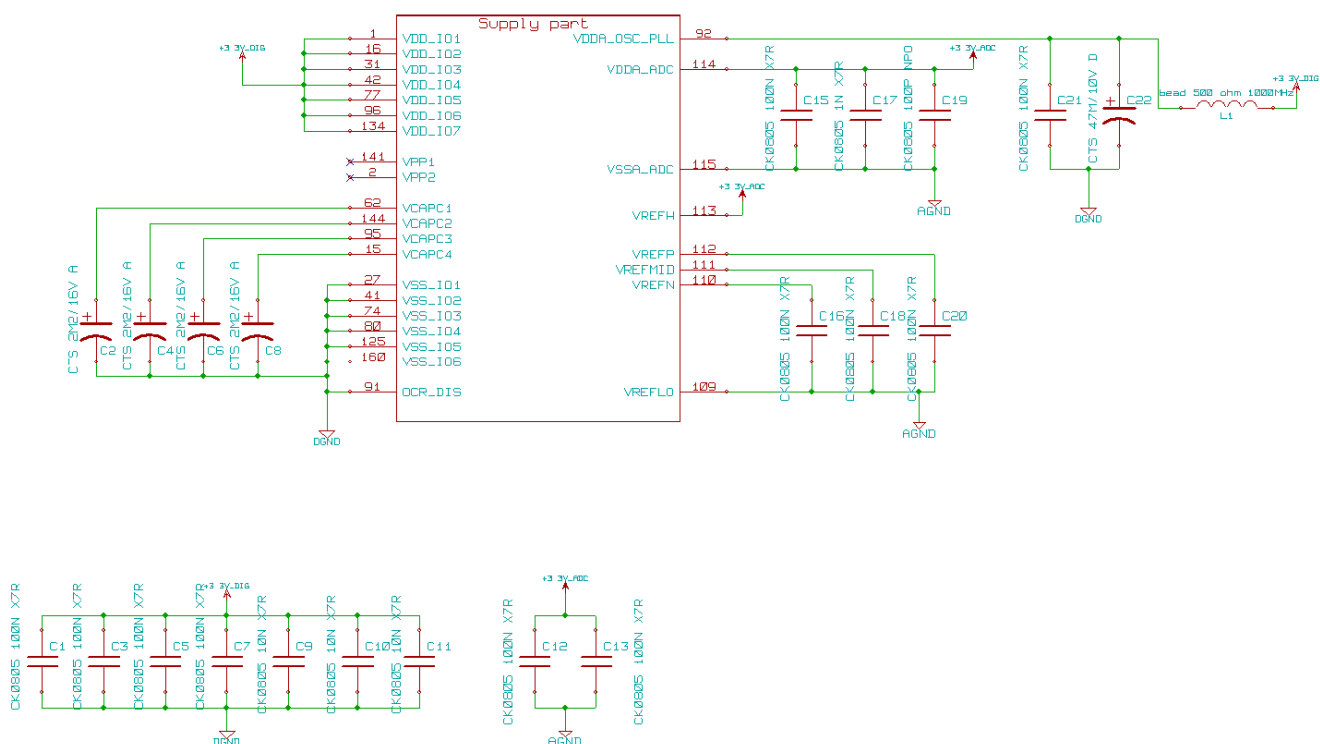 Supply part
1 VDD_IO1
16 VDD_IO2
31 VDD_IO3
42 VDD_IO4
77 VDD_IO5
96 VDD_IO6
134 VDD_IO7
141 VPP1
2 VPP2
62 VCAPC1
144 VCAPC2
95 VCAPC3
15 VCAPC4
27 VSS_IO1
41 VSS_IO2
74 VSS_IO3
80 VSS_IO4
125 VSS_IO5
160 VSS_IO6
91 OCR_DIS
+3 3V_DIG
CTS 2M2/16V A
C2
CTS 2M2/16V A
C4
CTS 2M2/16V A
C6
CTS 2M2/16V A
C8
DGND
VDDA_OSC_PLL 92
VDDA_ADC 114
VSSA_ADC 115
VREFH 113
VREFP 112
VREFMID 111
VREFN 110
VREFLO 109
+3 3V_ADC
CK0805 100N X7R
C15
CK0805 1N X7R
C17
CK0805 100P NPO
C19
AGND
+3 3V_ADC
CK0805 100N X7R
C16
CK0805 100N X7R
C18
CK0805 100N X7R
C20
AGND
CK0805 100N X7R
C21
CTS 47M/10V D
C22
DGND
bead 500 ohm 1000MHz
L1
+3 3V_DIG
+3 3V_DIG
CK0805 100N X7R
C1
CK0805 100N X7R
C3
CK0805 100N X7R
C5
CK0805 100N X7R
C7
CK0805 10N X7R
C9
CK0805 10N X7R
C10
CK0805 10N X7R
C11
DGND
+3 3V_ADC
CK0805 100N X7R
C12
CK0805 100N X7R
C13
AGND